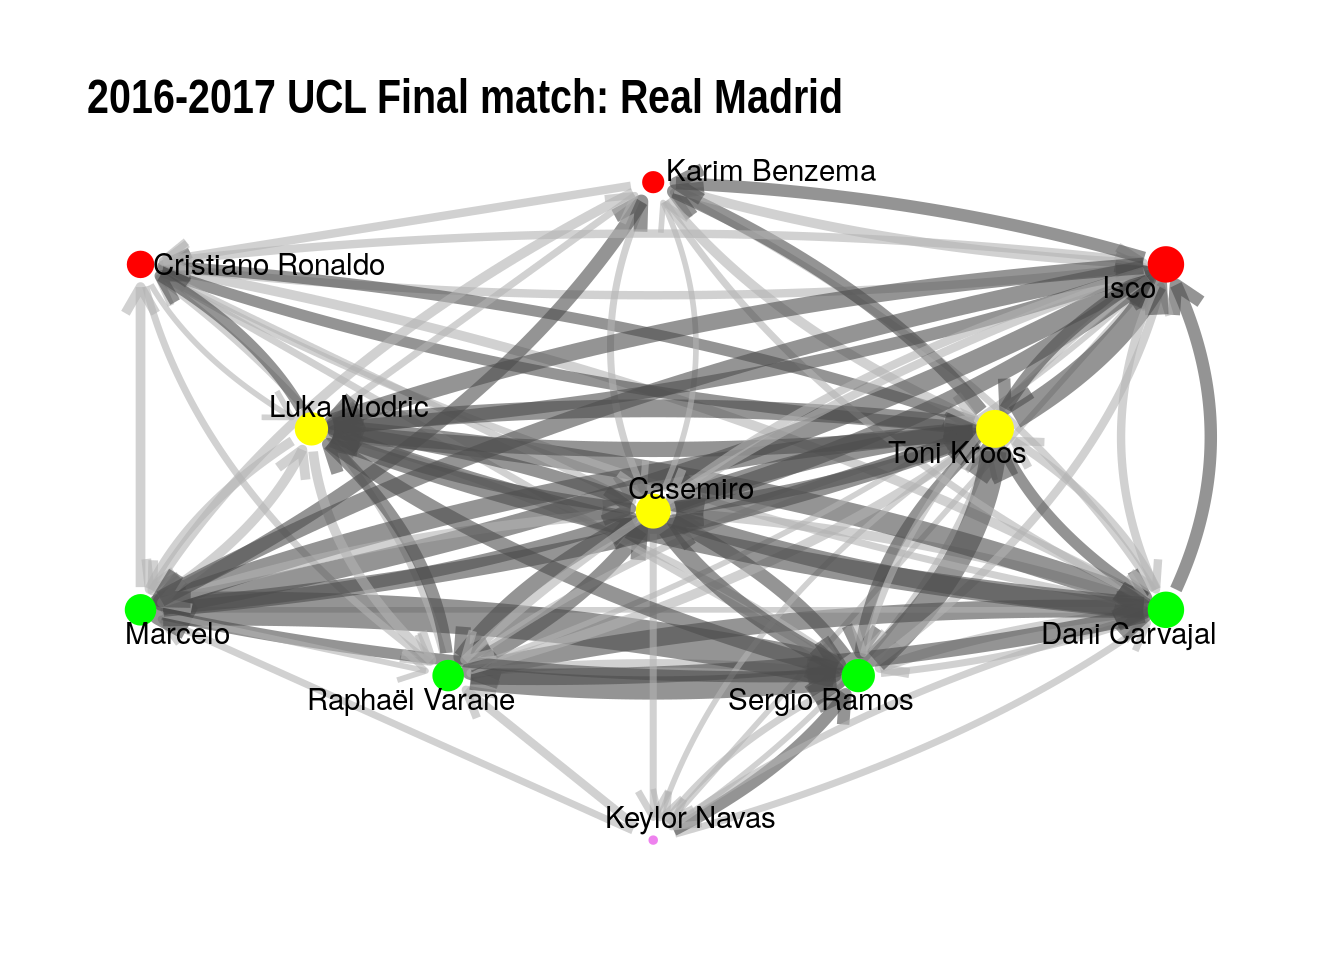 2016-2017 UCL Final match: Real Madrid
Karim Benzema
Cristiano Ronaldo
Isco
Luka Modric
Toni Kroos
Casemiro
Marcelo
Dani Carvajal
Raphaël Varane
Sergio Ramos
Keylor Navas